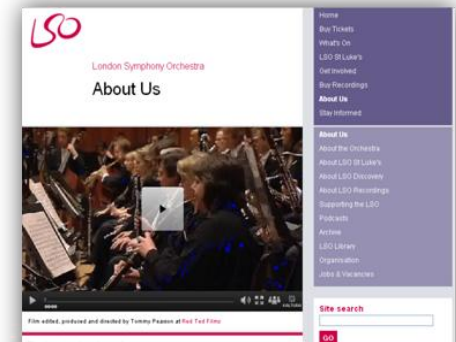 LSO
London Symphony Orchestra
About Us
Home
Buy Tickets
What's On
LSO St Luke's
Get Involved
Buy Recordings
About Us
Stay Informed
About Us
About the Orchestra
About LSO St Luke's
About LSO Discovery
About LSO Recordings
Supporting the LSO
Podcasts
Archive
LSO Library
Organisation
Jobs & Vacancies
00:00
Film edited, produced and directed by Tommy Pearson at Red Ted Films
Site search
GO